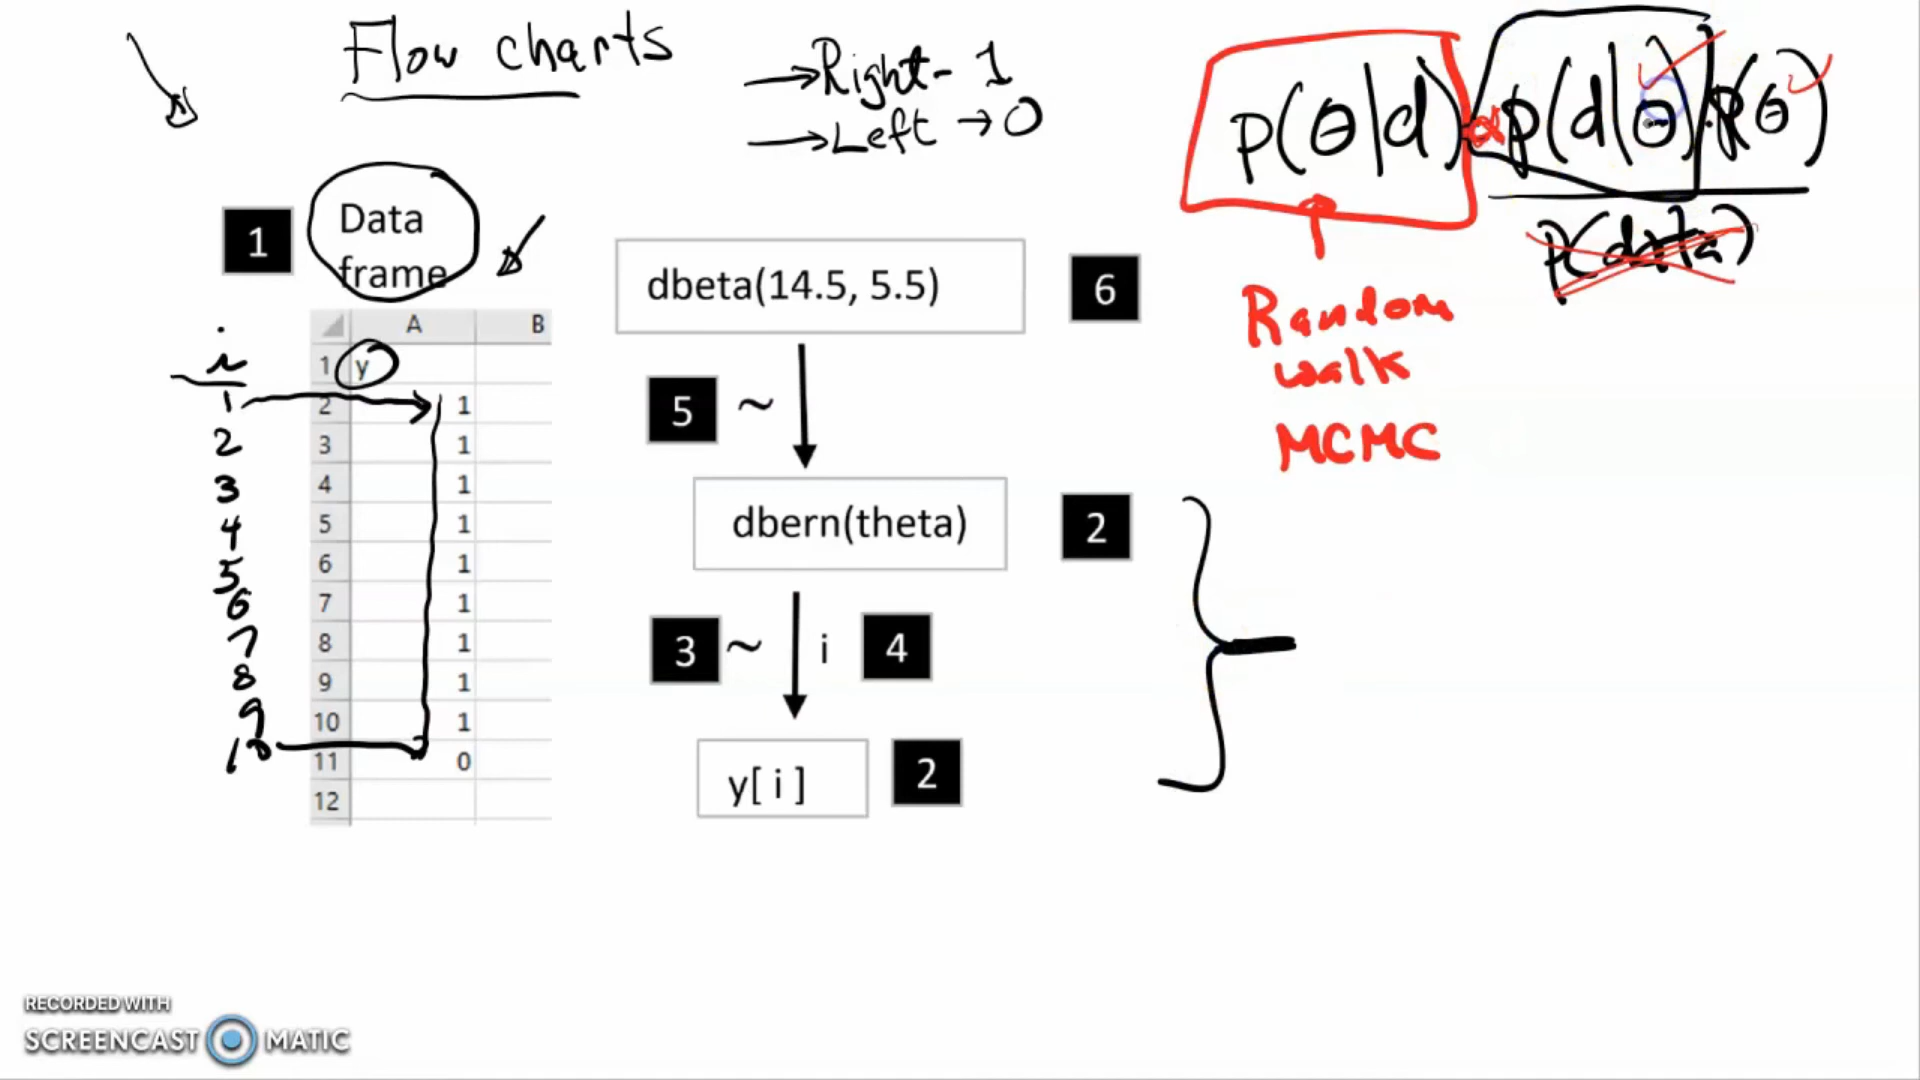 Flow charts
→ Right - 1
→ Left → 0
p(θ|d) ∝ p(d|θ) · p(θ)
p(data)
1
Data
frame
dbeta(14.5, 5.5)
6
Random
walk
MCMC
A B
i
1 y
1 2 1
2 3 1
3 4 1
4 5 1
5 6 1
6 7 1
7 8 1
8 9 1
9 10 1
10 11 0
12
5 ~
dbern(theta)
2
3 ~ i 4
y[ i ]
2
RECORDED WITH
SCREENCAST MATIC